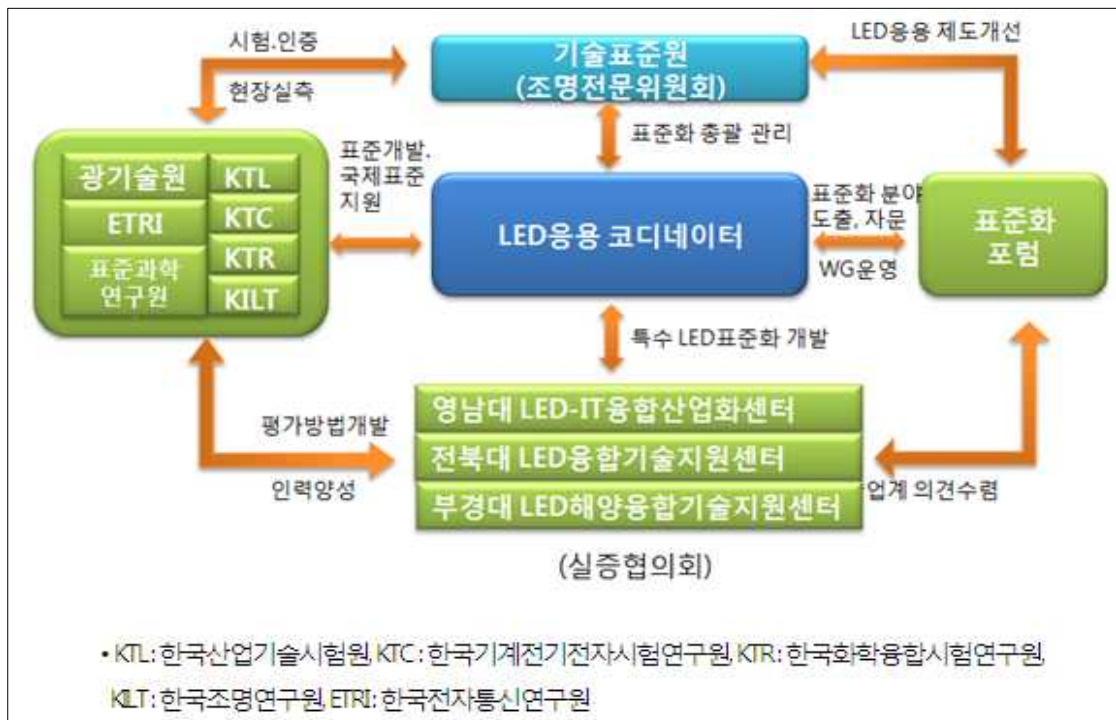 시험.인증
현장실측
기술표준원
(조명전문위원회)
LED응용 제도개선
표준화 총괄 관리
광기술원
ETRI
표준과학
연구원
KTL
KTC
KTR
KILT
표준개발.
국제표준
지원
LED응용 코디네이터
표준화 분야
도출, 자문
WG운영
표준화
포럼
특수 LED표준화 개발
평가방법개발
인력양성
영남대 LED-IT융합산업화센터
전북대 LED융합기술지원센터
부경대 LED해양융합기술지원센터
업계 의견수렴
(실증협의회)
• KTL : 한국산업기술시험원, KTC : 한국기계전기전자시험연구원, KTR : 한국화학융합시험연구원,
KILT : 한국조명연구원, ETRI : 한국전자통신연구원